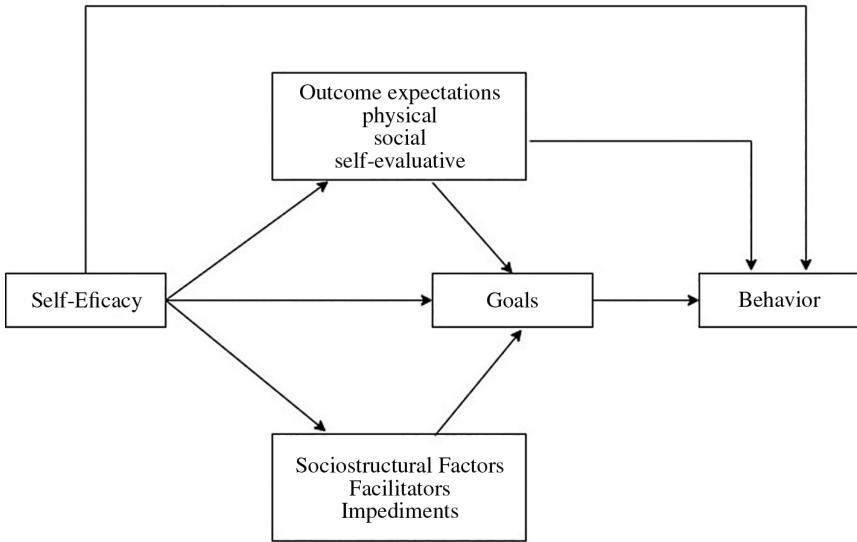 Outcome expectations
physical
social
self-evaluative
Self-Eficacy
Goals
Behavior
Sociostructural Factors
Facilitators
Impediments